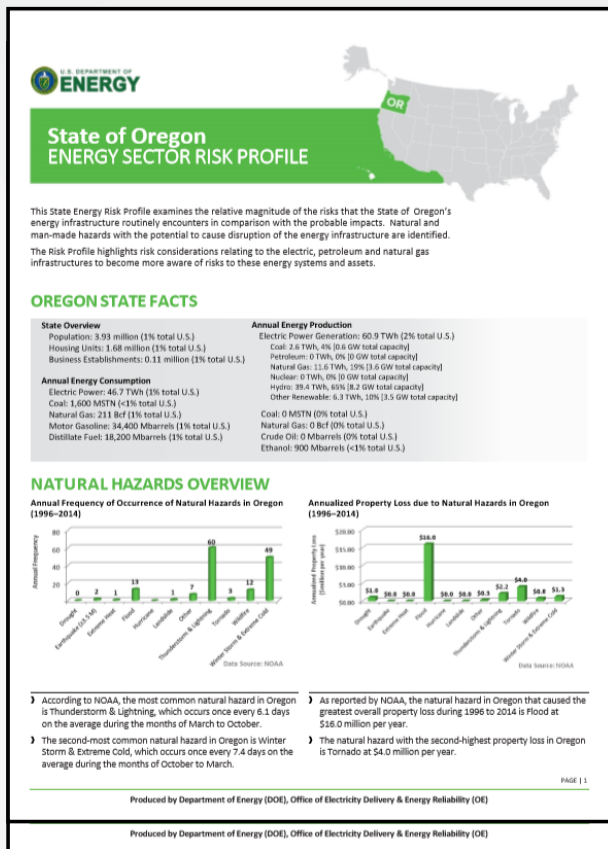 U.S. DEPARTMENT OF
ENERGY
OR
State of Oregon
ENERGY SECTOR RISK PROFILE
This State Energy Risk Profile examines the relative magnitude of the risks that the State of Oregon's
energy infrastructure routinely encounters in comparison with the probable impacts. Natural and
man-made hazards with the potential to cause disruption of the energy infrastructure are identified.
The Risk Profile highlights risk considerations relating to the electric, petroleum and natural gas
infrastructures to become more aware of risks to these energy systems and assets.
OREGON STATE FACTS
State Overview
Population: 3.93 million (1% total U.S.)
Housing Units: 1.68 million (1% total U.S.)
Business Establishments: 0.11 million (1% total U.S.)
Annual Energy Consumption
Electric Power: 46.7 TWh (1% total U.S.)
Coal: 1,600 MSTN (<1% total U.S.)
Natural Gas: 211 Bcf (1% total U.S.)
Motor Gasoline: 34,400 Mbarrels (1% total U.S.)
Distillate Fuel: 18,200 Mbarrels (1% total U.S.)
Annual Energy Production
Electric Power Generation: 60.9 TWh (2% total U.S.)
Coal: 2.6 TWh, 4% [0.6 GW total capacity]
Petroleum: 0 TWh, 0% [0 GW total capacity]
Natural Gas: 11.6 TWh, 19% [3.6 GW total capacity]
Nuclear: 0 TWh, 0% [0 GW total capacity]
Hydro: 39.4 TWh, 65% [8.2 GW total capacity]
Other Renewable: 6.3 TWh, 10% [3.5 GW total capacity]
Coal: 0 MSTN (0% total U.S.)
Natural Gas: 0 Bcf (0% total U.S.)
Crude Oil: 0 Mbarrels (0% total U.S.)
Ethanol: 900 Mbarrels (<1% total U.S.)
NATURAL HAZARDS OVERVIEW
Annual Frequency of Occurrence of Natural Hazards in Oregon
(1996–2014)
Annual Frequency
80
60
40
20
0
2
1
13
1
7
60
3
12
49
Drought
Earthquake (≥3.5 M)
Extreme Heat
Flood
Hurricane
Landslide
Other
Thunderstorm & Lightning
Tornado
Wildfire
Winter Storm & Extreme Cold
Data Source: NOAA
Annualized Property Loss due to Natural Hazards in Oregon
(1996–2014)
Annualized Property Loss
($million per year)
$20.00
$15.00
$10.00
$5.00
$0.00
$1.0
$0.0
$0.0
$16.0
$0.0
$0.0
$0.3
$2.2
$4.0
$0.8
$1.3
Drought
Earthquake
Extreme Heat
Flood
Hurricane
Landslide
Other
Thunderstorm & Lightning
Tornado
Wildfire
Winter Storm & Extreme Cold
Data Source: NOAA
❱ According to NOAA, the most common natural hazard in Oregon
is Thunderstorm & Lightning, which occurs once every 6.1 days
on the average during the months of March to October.
❱ The second-most common natural hazard in Oregon is Winter
Storm & Extreme Cold, which occurs once every 7.4 days on the
average during the months of October to March.
❱ As reported by NOAA, the natural hazard in Oregon that caused the
greatest overall property loss during 1996 to 2014 is Flood at
$16.0 million per year.
❱ The natural hazard with the second-highest property loss in Oregon
is Tornado at $4.0 million per year.
PAGE | 1
Produced by Department of Energy (DOE), Office of Electricity Delivery & Energy Reliability (OE)
Produced by Department of Energy (DOE), Office of Electricity Delivery & Energy Reliability (OE)